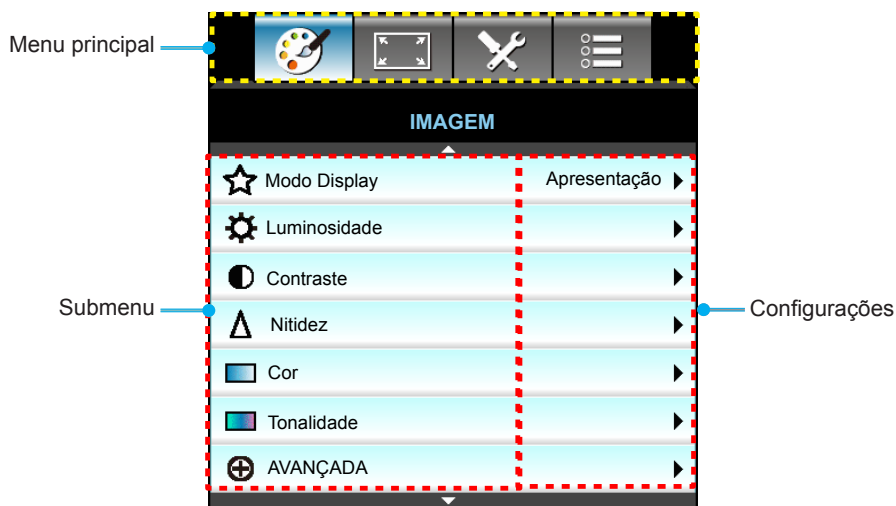 Menu principal
IMAGEM
Modo Display Apresentação
Luminosidade
Contraste
Submenu
Configurações
Nitidez
Cor
Tonalidade
AVANÇADA